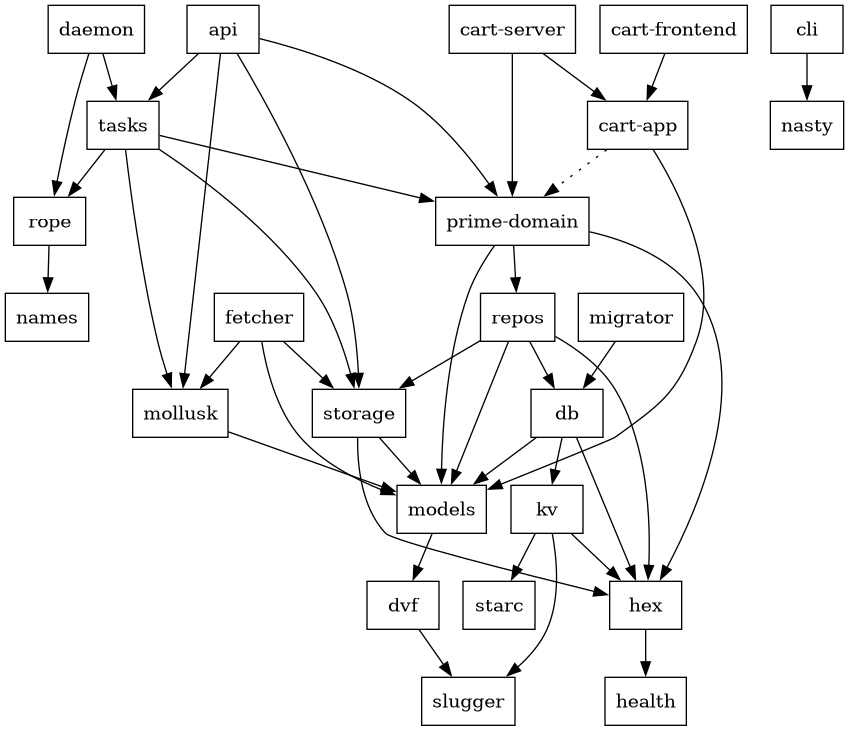 daemon
api
cart-server
cart-frontend
cli
tasks
cart-app
nasty
rope
prime-domain
names
fetcher
repos
migrator
mollusk
storage
db
models
kv
dvf
starc
hex
slugger
health